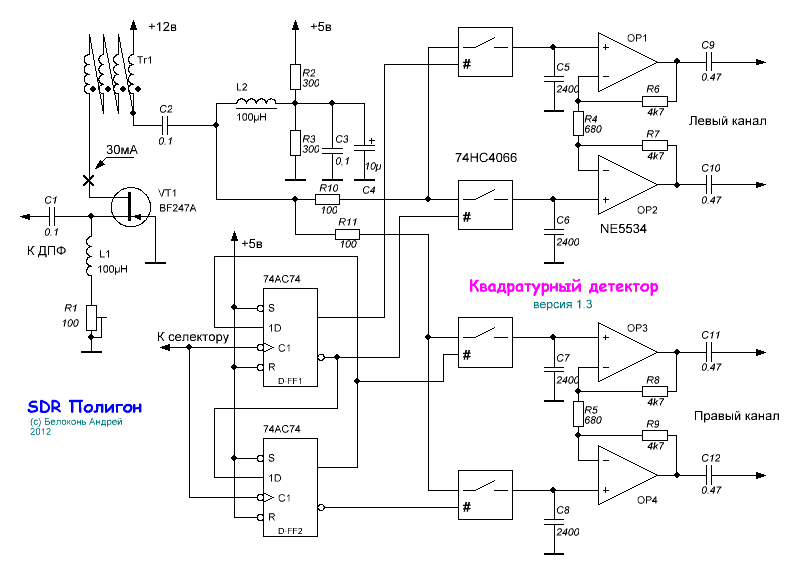 +12в
Tr1
C2
0.1
30мА
VT1
BF247A
C1
0.1
К ДПФ
L1
100µH
R1
100
L2
100µH
+5в
R2
300
R3
300
C3
0,1
+
10µ
C4
R10
100
R11
100
#
74HC4066
#
C5
2400
C6
2400
+
−
OP1
R6
4k7
R4
680
R7
4k7
−
+
OP2
NE5534
C9
0.47
Левый канал
C10
0.47
Квадратурный детектор
версия 1.3
+5в
74AC74
S
1D
C1
R
D-FF1
К селектору
74AC74
S
1D
C1
R
D-FF2
#
#
C7
2400
C8
2400
+
−
OP3
R8
4k7
R5
680
R9
4k7
−
+
OP4
C11
0.47
Правый канал
C12
0.47
SDR Полигон
(с) Белоконь Андрей
2012